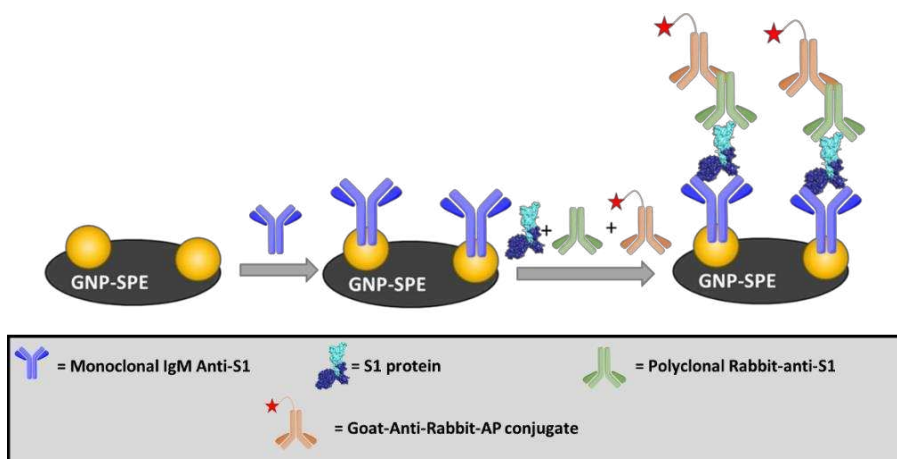 GNP-SPE
GNP-SPE
+
+
GNP-SPE
= Monoclonal IgM Anti-S1
= S1 protein
= Polyclonal Rabbit-anti-S1
= Goat-Anti-Rabbit-AP conjugate